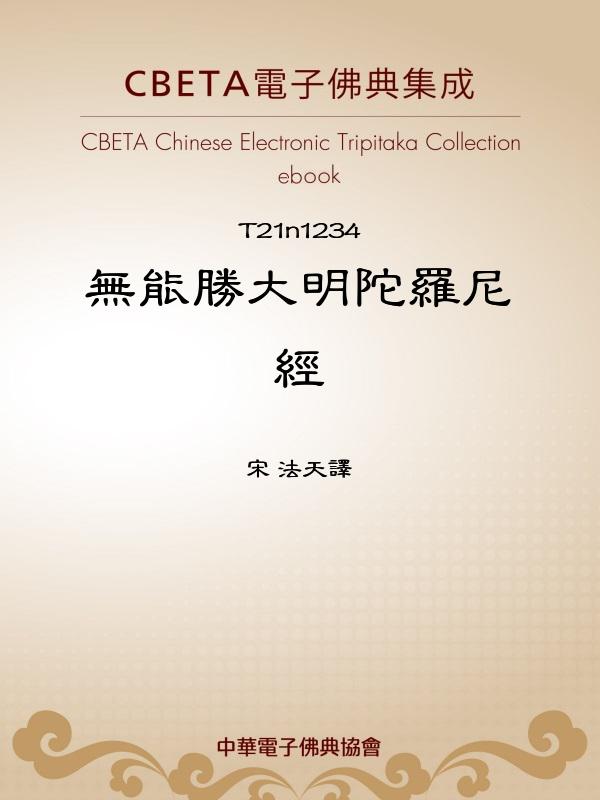 CBETA電子佛典集成
CBETA Chinese Electronic Tripitaka Collection
ebook
T21n1234
無能勝大明陀羅尼
經
宋 法天譯
中華電子佛典協會